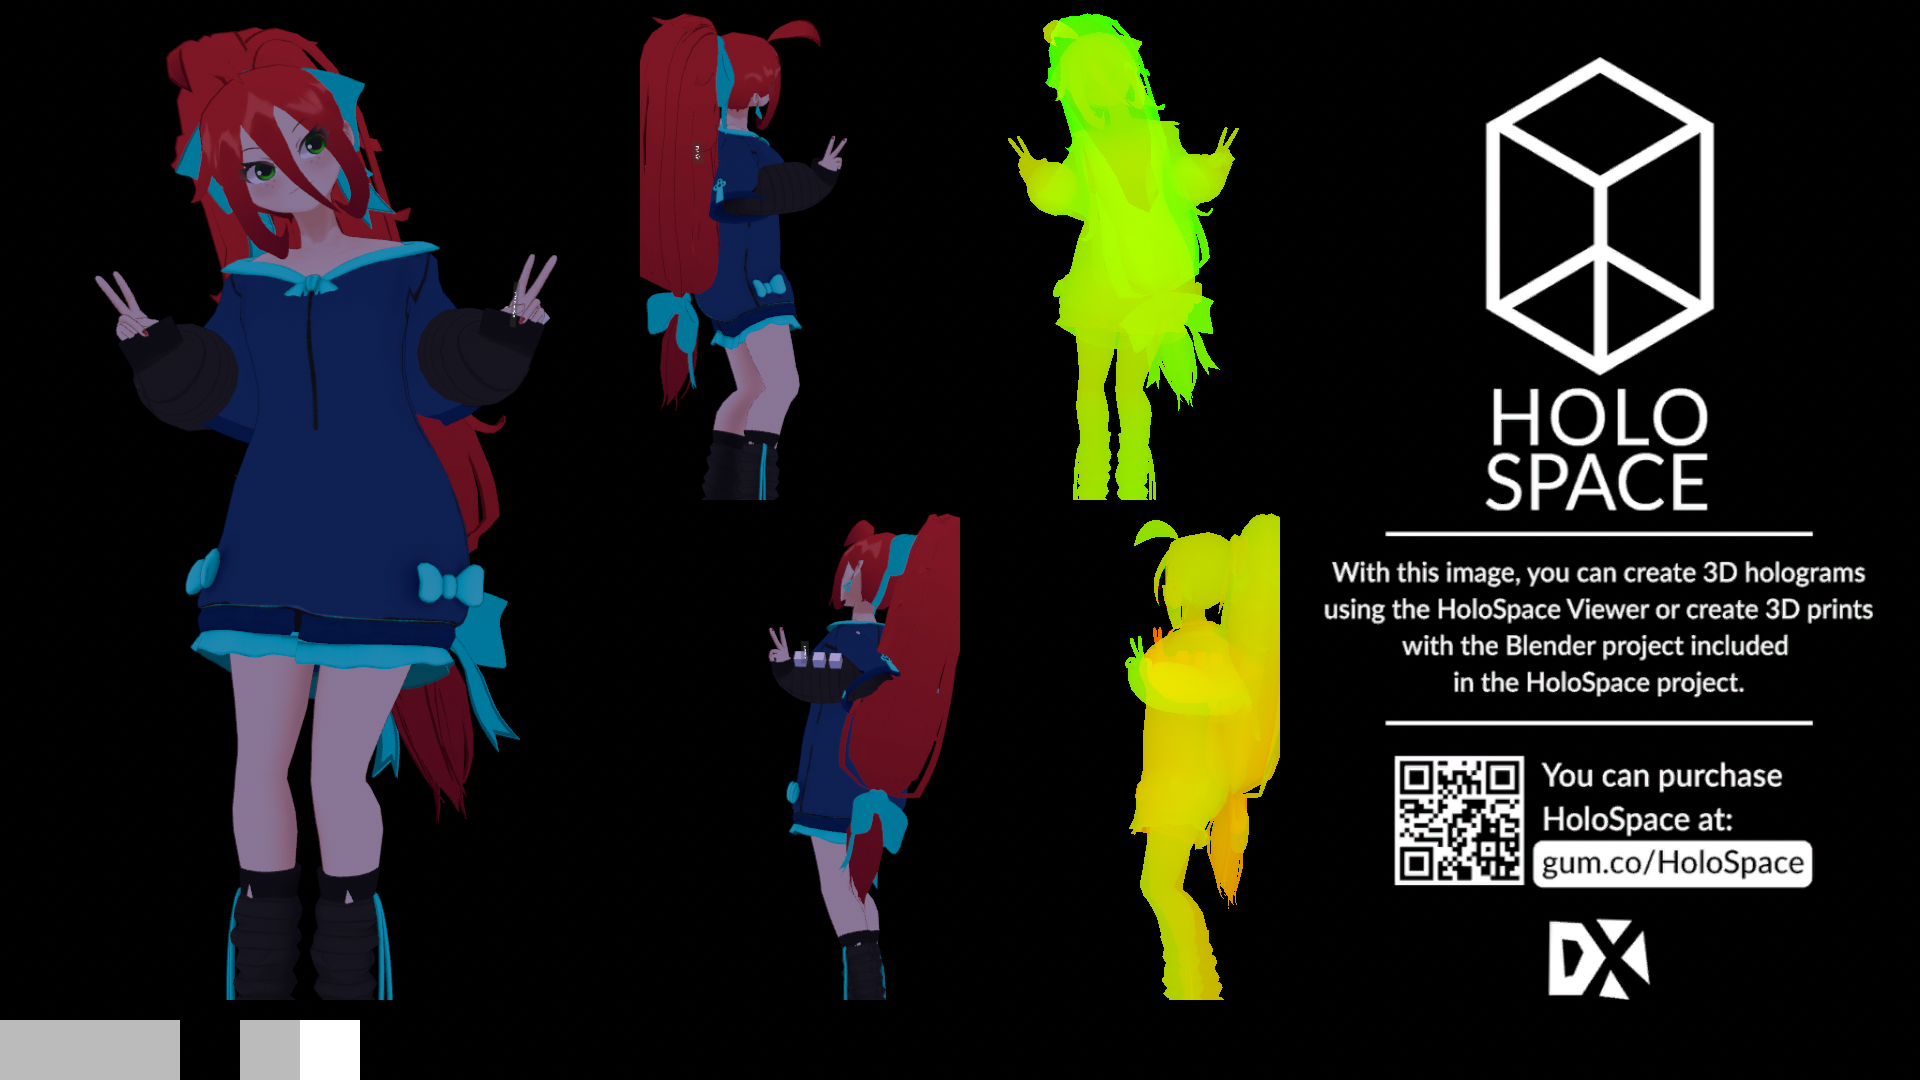 HOLO
SPACE
With this image, you can create 3D holograms
using the HoloSpace Viewer or create 3D prints
with the Blender project included
in the HoloSpace project.
You can purchase
HoloSpace at:
gum.co/HoloSpace
DX